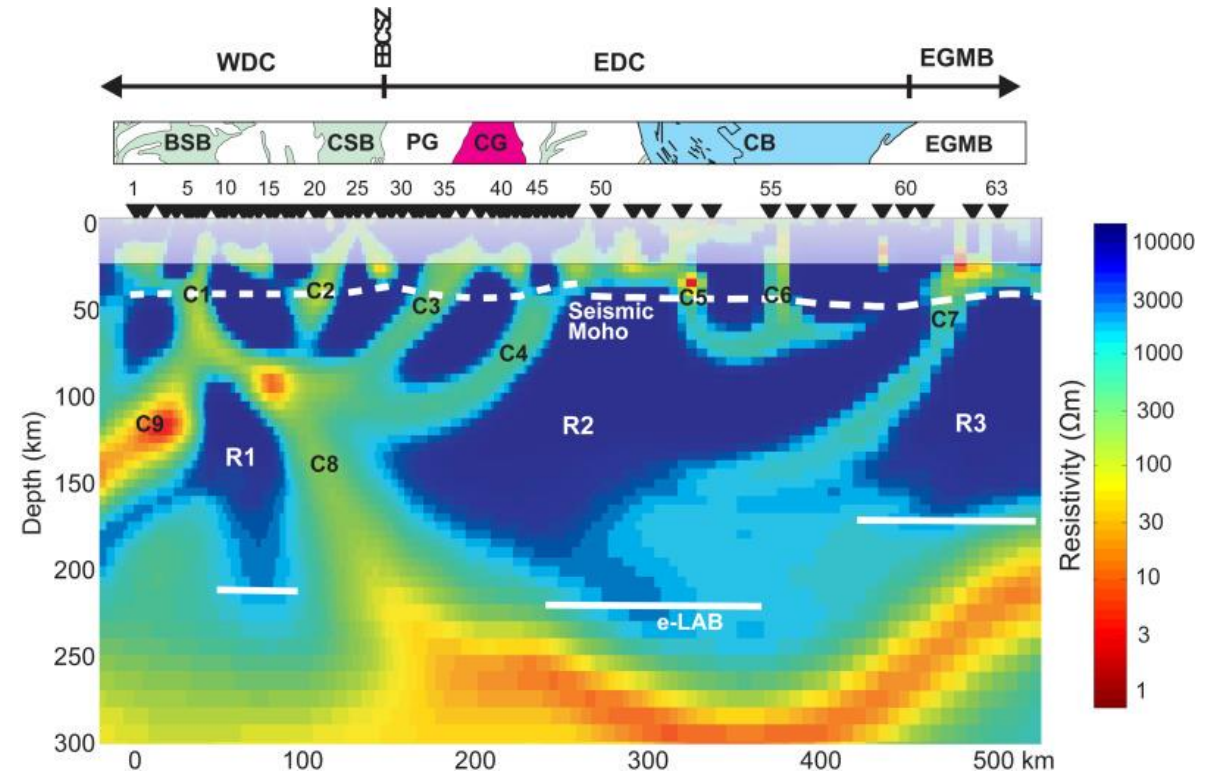 EBCSZ
WDC EDC EGMB
BSB CSB PG CG CB EGMB
1 5 10 15 20 25 30 35 40 45 50 55 60 63
0
50
100
150
200
250
300
Depth (km)
C1 C2 C3 C5 C6
Seismic
Moho
C7
C4
C9 R2 R3
R1 C8
e-LAB
0 100 200 300 400 500 km
10000
3000
1000
300
100
30
10
3
1
Resistivity (Ωm)